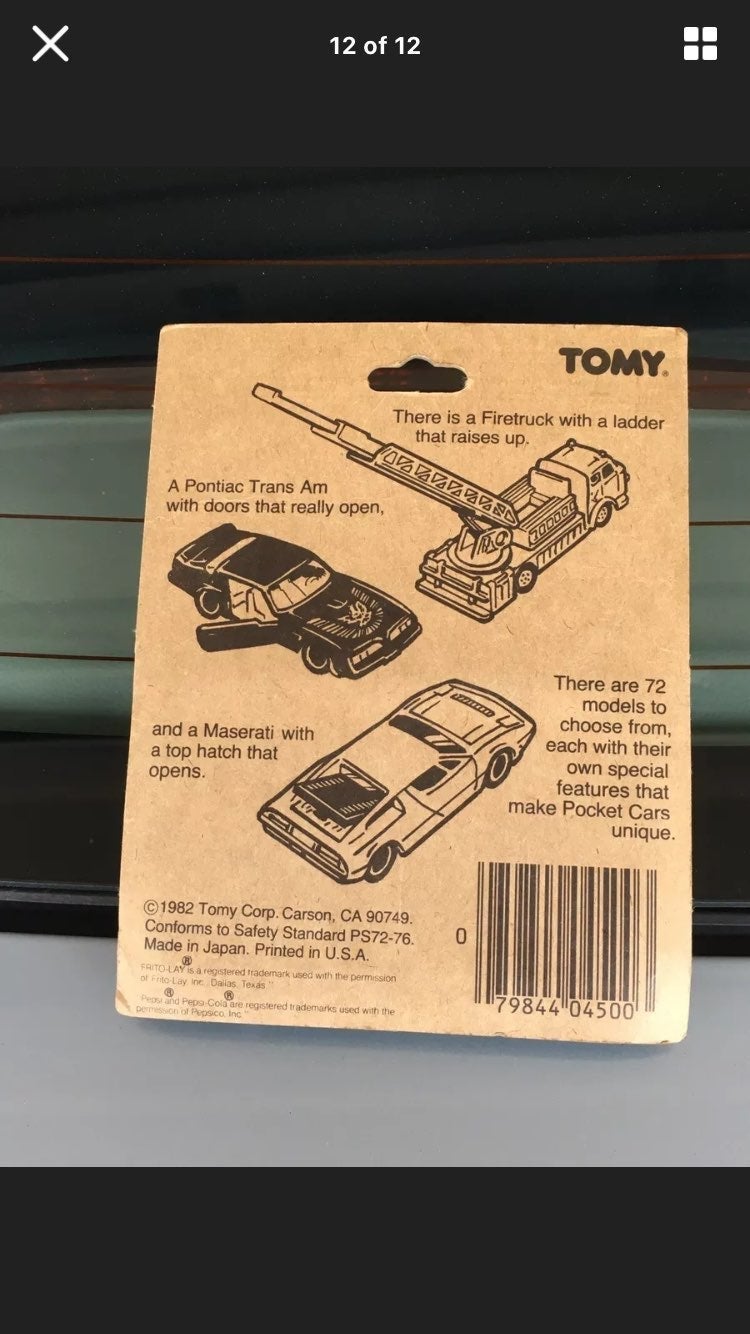 12 of 12
TOMY®
There is a Firetruck with a ladder
that raises up.
A Pontiac Trans Am
with doors that really open,
There are 72
models to
choose from,
each with their
own special
features that
make Pocket Cars
unique.
and a Maserati with
a top hatch that
opens.
©1982 Tomy Corp. Carson, CA 90749.
Conforms to Safety Standard PS72-76.
Made in Japan. Printed in U.S.A.
FRITO-LAY® is a registered trademark used with the permission
of Frito-Lay, Inc., Dallas, Texas."
Pepsi® and Pepsi-Cola® are registered trademarks used with the
permission of Pepsico, Inc."
0 79844 04500